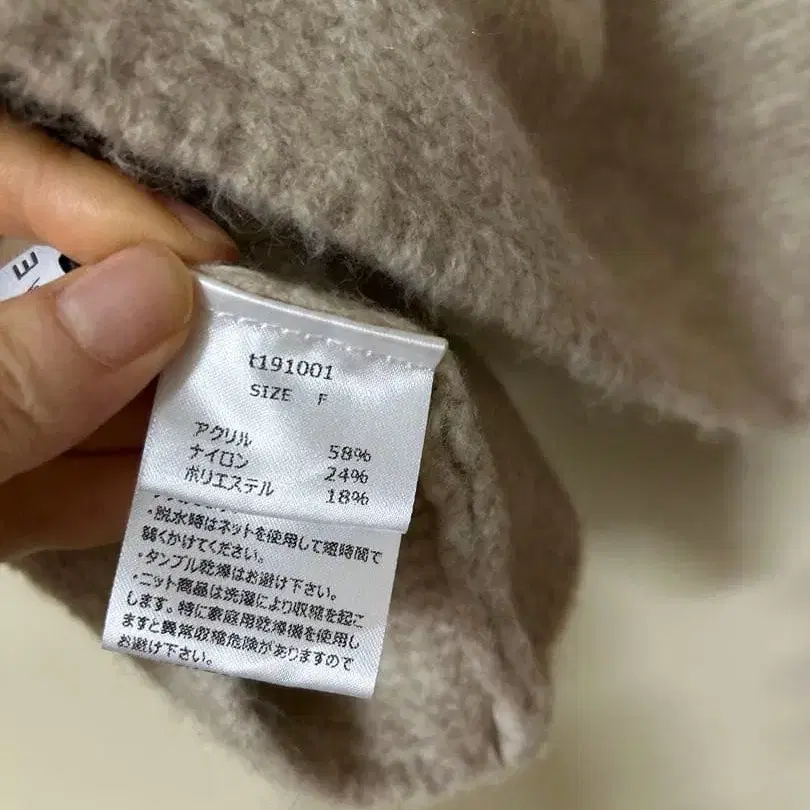 E
t191001
SIZE F
アクリル 58%
ナイロン 24%
ポリエステル 18%
・脱水時はネットを使用して短時間で
弱くかけてください。
・タンブル乾燥はお避け下さい。
・ニット商品は洗濯により収縮を起こ
します。特に家庭用乾燥機を使用し
ますと異常収縮危険がありますので
お避け下さい。